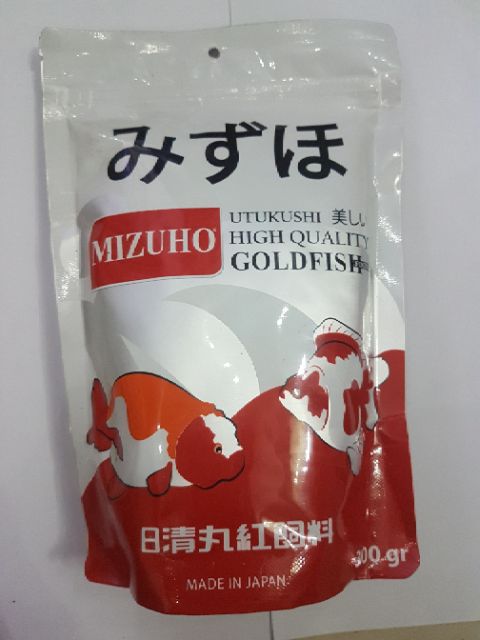 みずほ
MIZUHO®
UTUKUSHI 美しい
HIGH QUALITY
GOLDFISH
日清丸紅飼料
MADE IN JAPAN